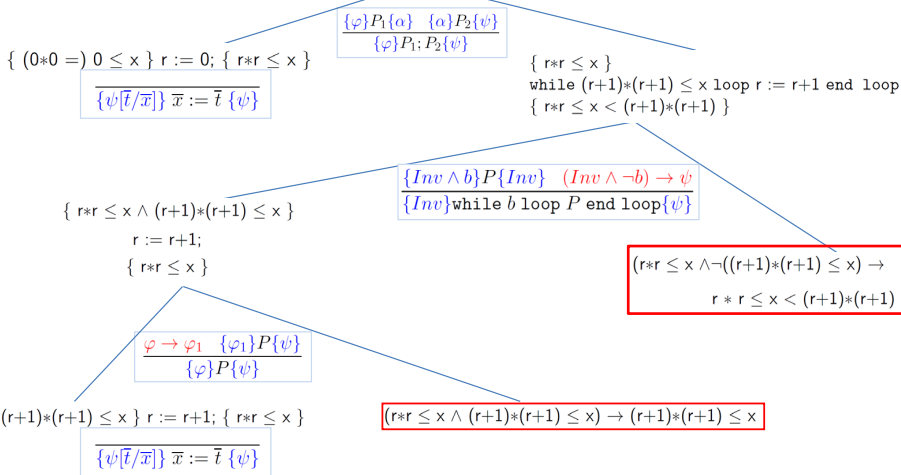 {φ}P₁{α} {α}P₂{ψ}
{φ}P₁;P₂{ψ}
{ (0*0 =) 0 ≤ x } r := 0; { r*r ≤ x }
{ψ[t̅/x̅]} x̅ := t̅ {ψ}
{ r*r ≤ x }
while (r+1)*(r+1) ≤ x loop r := r+1 end loop
{ r*r ≤ x < (r+1)*(r+1) }
{Inv ∧ b}P{Inv} (Inv ∧ ¬b) → ψ
{Inv}while b loop P end loop{ψ}
{ r*r ≤ x ∧ (r+1)*(r+1) ≤ x }
r := r+1;
{ r*r ≤ x }
(r*r ≤ x ∧¬((r+1)*(r+1) ≤ x) →
r * r ≤ x < (r+1)*(r+1)
φ → φ₁ {φ₁}P{ψ}
{φ}P{ψ}
(r+1)*(r+1) ≤ x } r := r+1; { r*r ≤ x }
(r*r ≤ x ∧ (r+1)*(r+1) ≤ x) → (r+1)*(r+1) ≤ x
{ψ[t̅/x̅]} x̅ := t̅ {ψ}